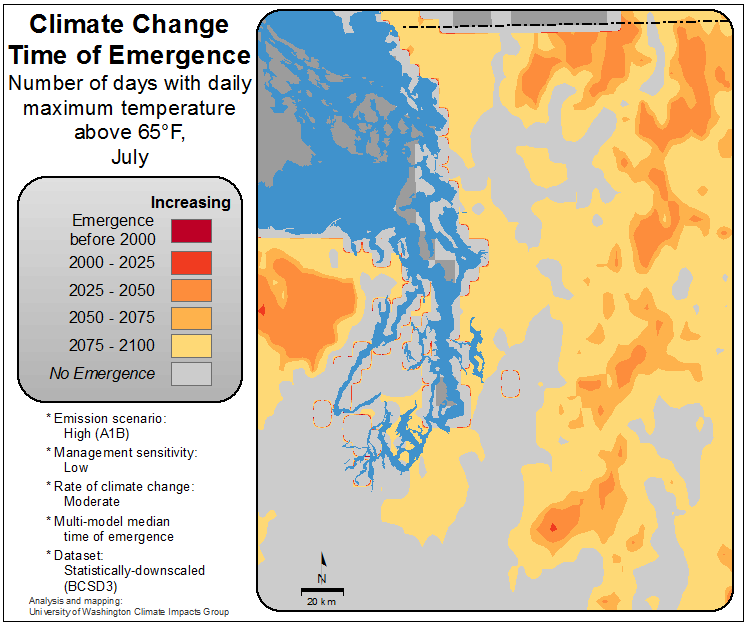 Climate Change
Time of Emergence
Number of days with daily
maximum temperature
above 65°F,
July
Increasing
Emergence
before 2000
2000 - 2025
2025 - 2050
2050 - 2075
2075 - 2100
No Emergence
* Emission scenario:
High (A1B)
* Management sensitivity:
Low
* Rate of climate change:
Moderate
* Multi-model median
time of emergence
* Dataset:
Statistically-downscaled
(BCSD3)
Analysis and mapping:
University of Washington Climate Impacts Group
N
20 km